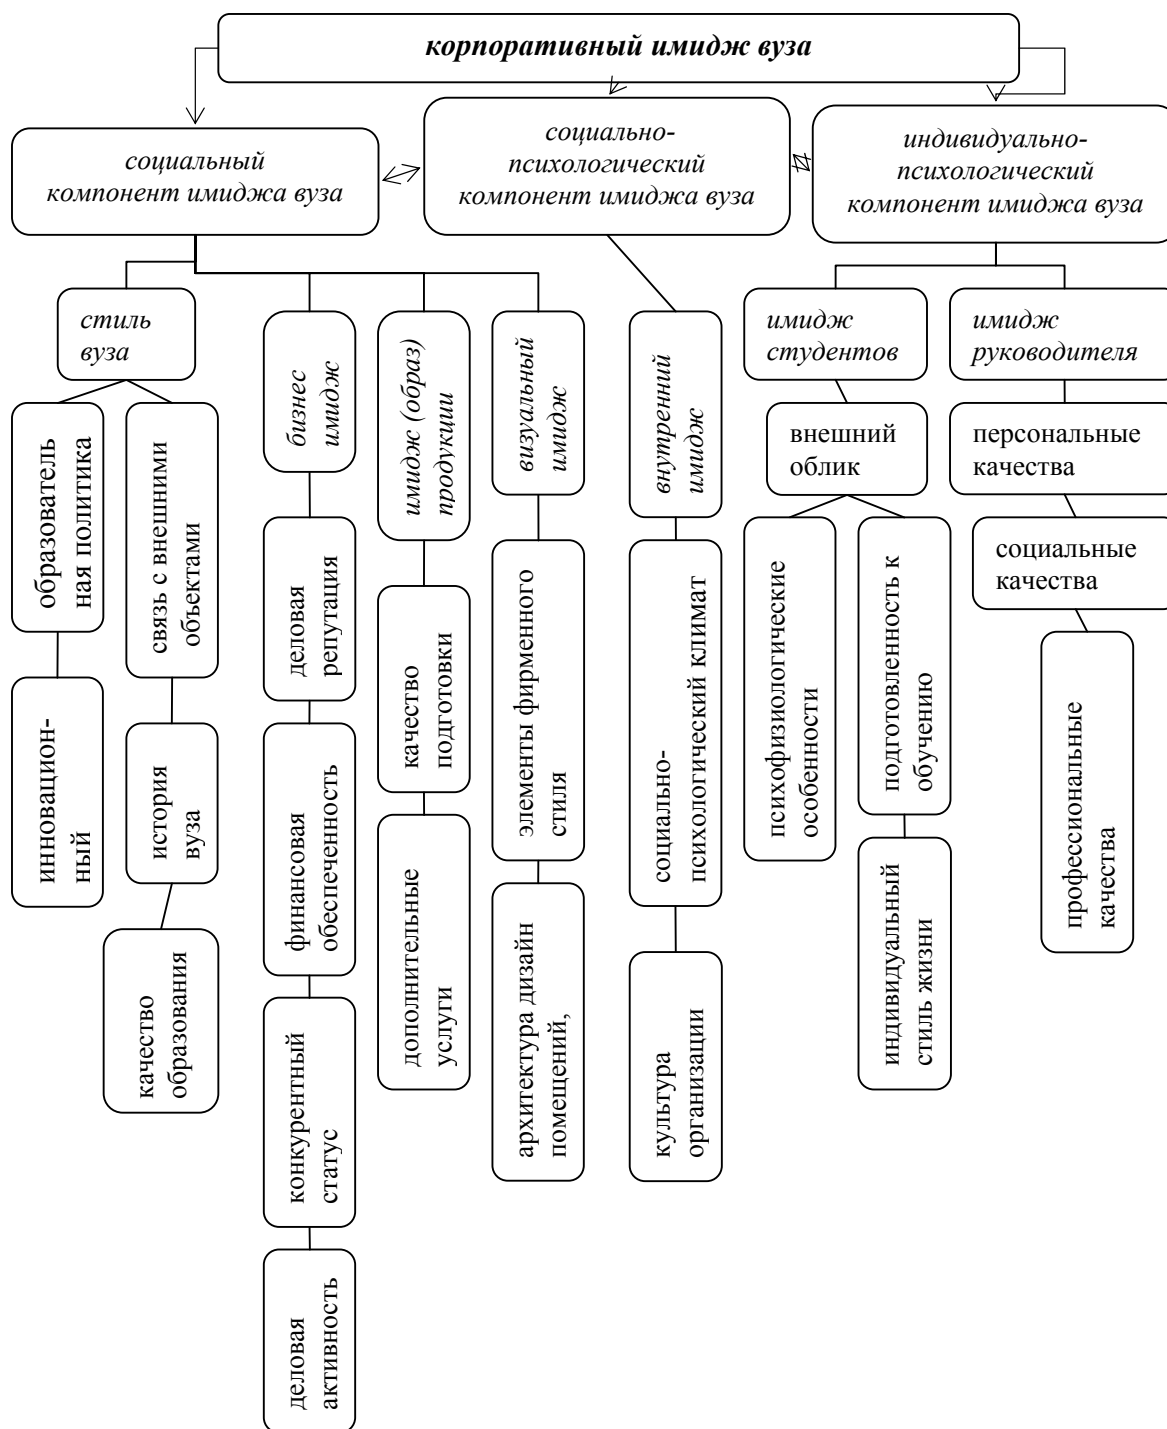 корпоративный имидж вуза
социальный
компонент имиджа вуза
социально-
психологический
компонент имиджа вуза
индивидуально-
психологический
компонент имиджа вуза
стиль
вуза
образователь
ная политика
инновацион-
ный
связь с внешними
объектами
история
вуза
качество
образования
бизнес
имидж
деловая
репутация
финансовая
обеспеченность
конкурентный
статус
деловая
активность
имидж (образ)
продукции
качество
подготовки
дополнительные
услуги
визуальный
имидж
элементы фирменного
стиля
архитектура дизайн
помещений,
внутренний
имидж
социально-
психологический климат
культура
организации
имидж
студентов
внешний
облик
психофизиологические
особенности
подготовленность к
обучению
индивидуальный
стиль жизни
имидж
руководителя
персональные
качества
социальные
качества
профессиональные
качества